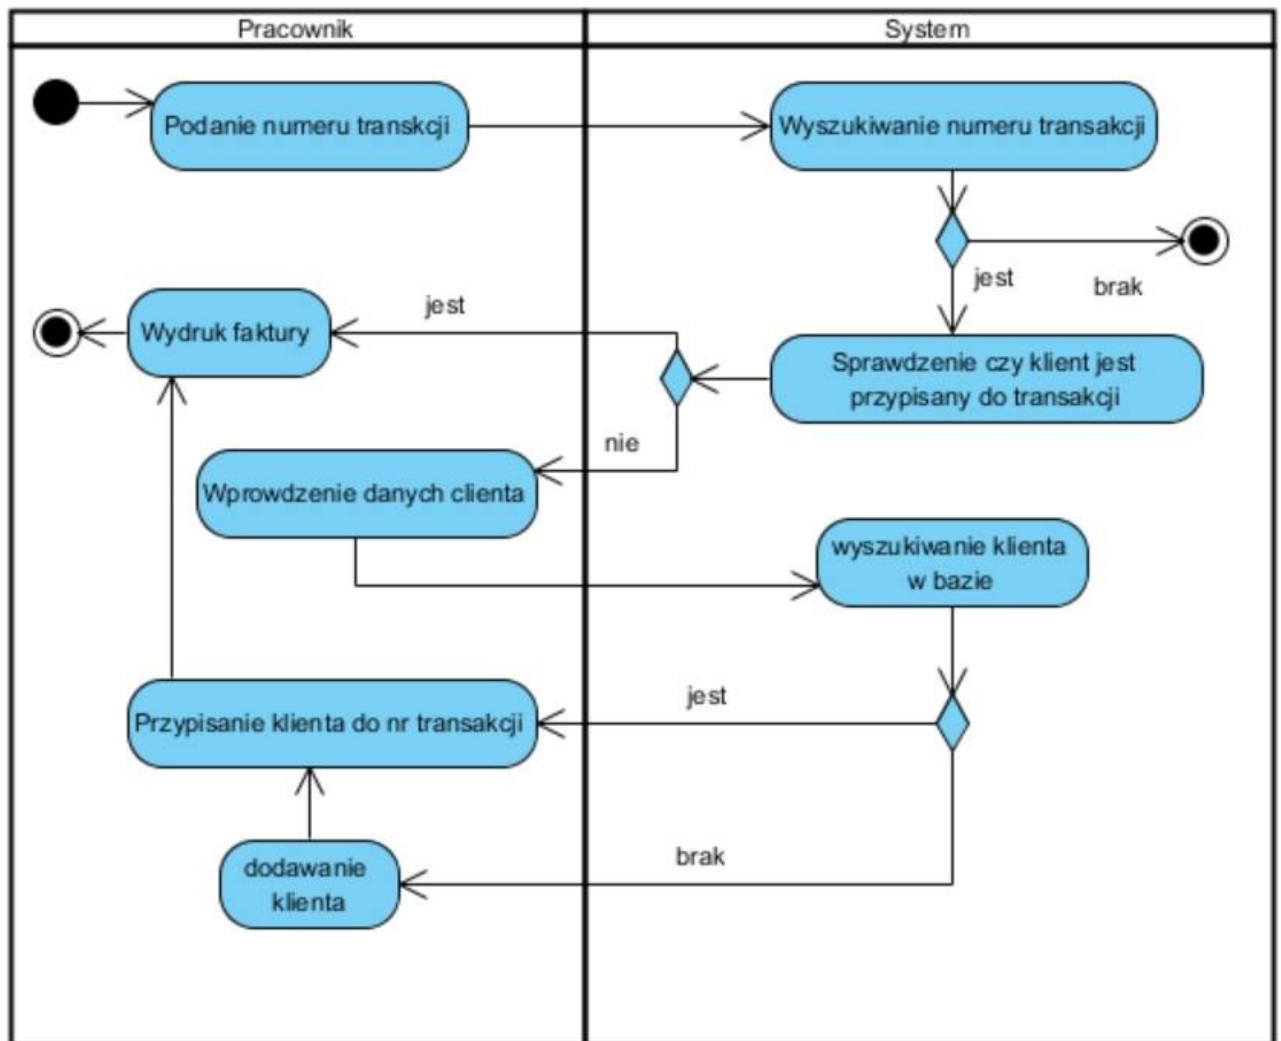 Pracownik
System
Podanie numeru transkcji
Wyszukiwanie numeru transakcji
jest
brak
jest
Wydruk faktury
Sprawdzenie czy klient jest
przypisany do transakcji
nie
Wprowdzenie danych clienta
wyszukiwanie klienta
w bazie
jest
Przypisanie klienta do nr transakcji
brak
dodawanie
klienta